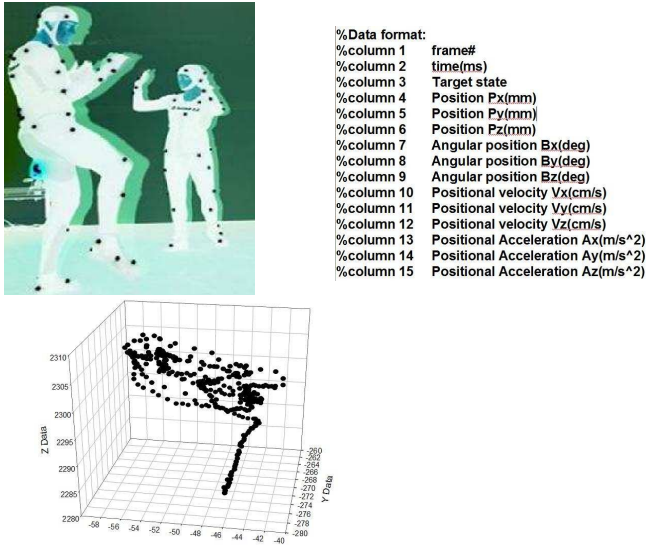 %Data format:
%column 1 frame#
%column 2 time(ms)
%column 3 Target state
%column 4 Position Px(mm)
%column 5 Position Py(mm)
%column 6 Position Pz(mm)
%column 7 Angular position Bx(deg)
%column 8 Angular position By(deg)
%column 9 Angular position Bz(deg)
%column 10 Positional velocity Vx(cm/s)
%column 11 Positional velocity Vy(cm/s)
%column 12 Positional velocity Vz(cm/s)
%column 13 Positional Acceleration Ax(m/s^2)
%column 14 Positional Acceleration Ay(m/s^2)
%column 15 Positional Acceleration Az(m/s^2)
2310
2305
2300
2295
2290
2285
2280
Z Data
-58 -56 -54 -52 -50 -48 -46 -44 -42 -40
-260
-262
-264
-266
-268
-270
-272
-274
-276
-278
-280
Y Data